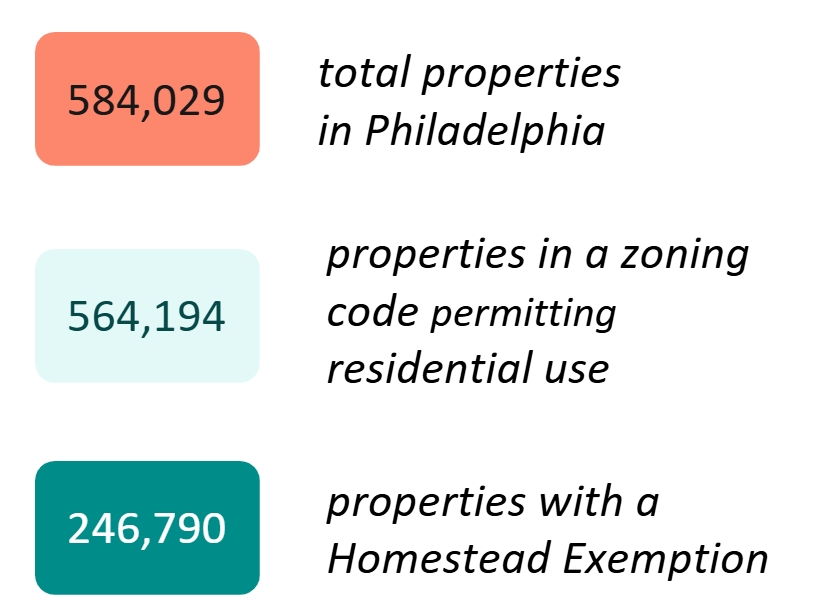 584,029
total properties
in Philadelphia
564,194
properties in a zoning
code permitting
residential use
246,790
properties with a
Homestead Exemption